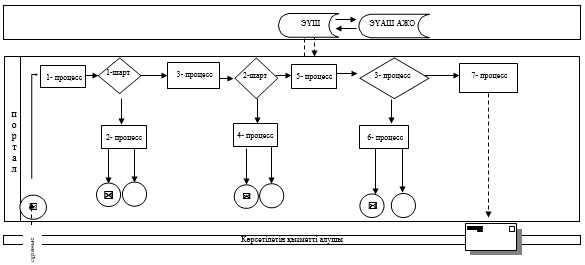 ЭҮШ
ЭҮАШ АЖО
портал
1- процесс
1-шарт
3- процесс
2-шарт
5- процесс
3- процесс
7- процесс
2- процесс
4- процесс
6- процесс
Көрсетілетін қызметті алушы
сұраныс